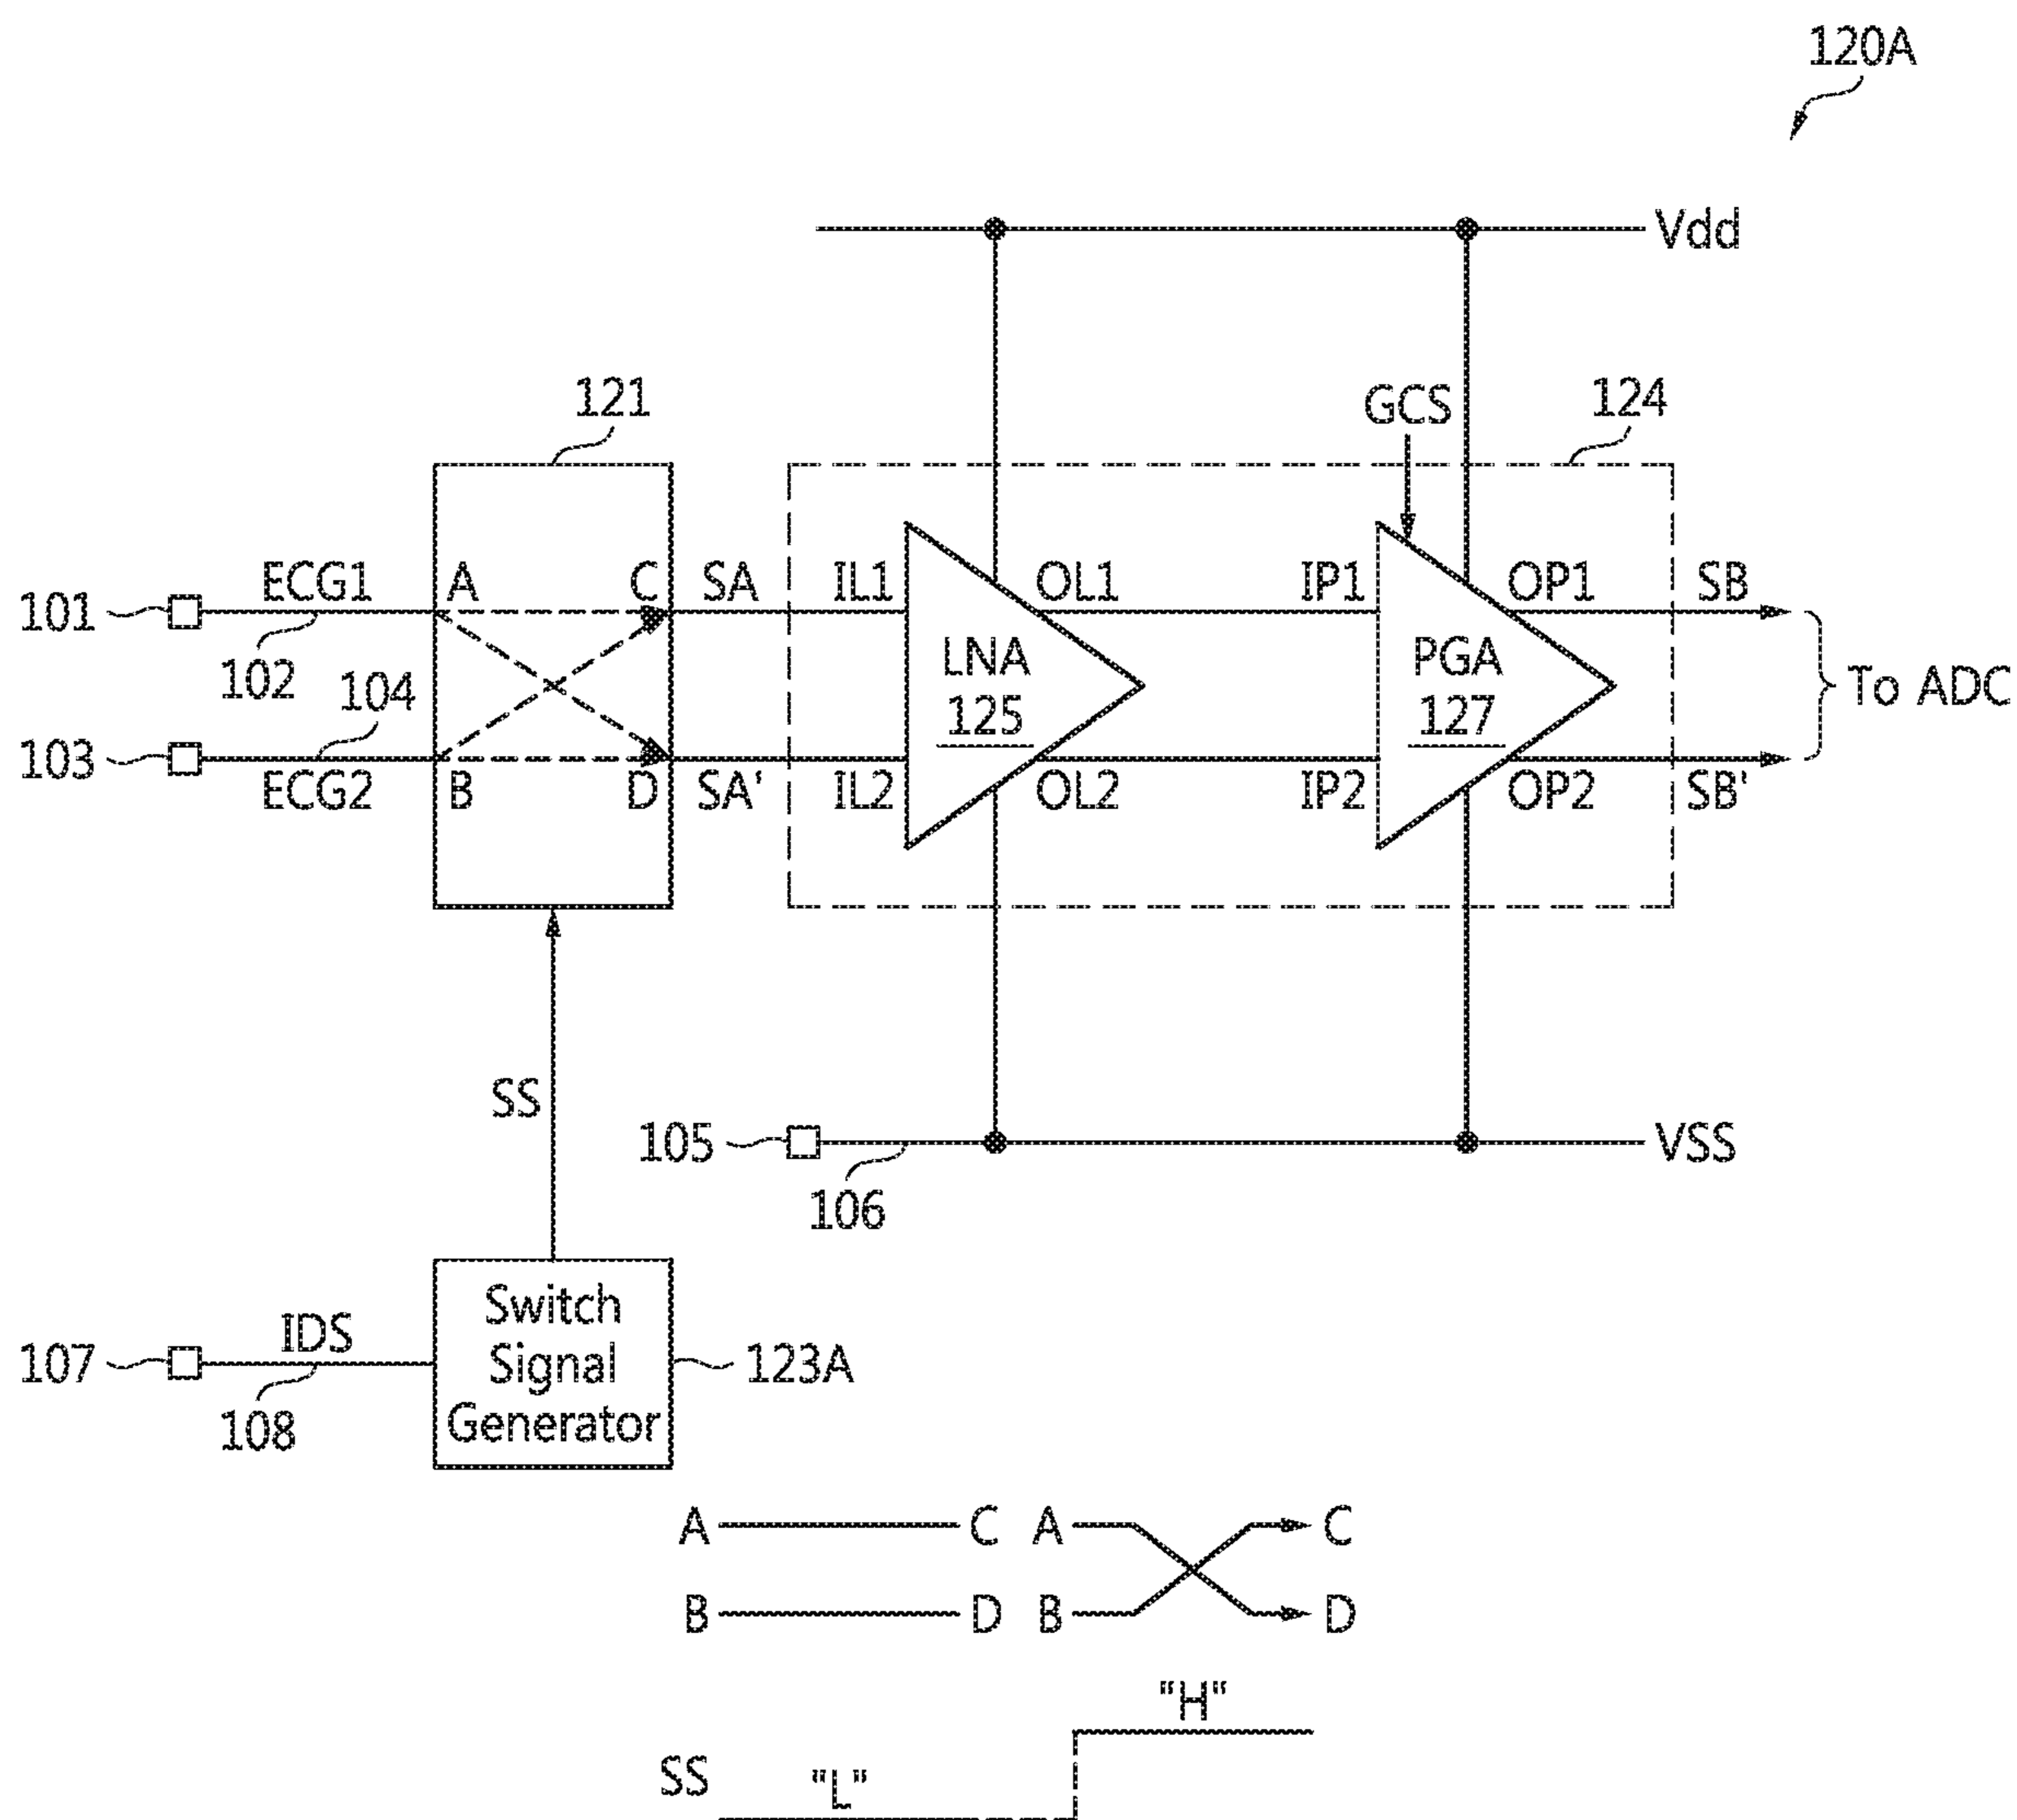 120A
Vdd
121
GCS
124
ECG1
A
C
SA
IL1
OL1
IP1
OP1
SB
101
102
LNA
125
PGA
127
To ADC
104
103
ECG2
B
D
SA'
IL2
OL2
IP2
OP2
SB'
SS
105
VSS
106
107
IDS
108
Switch
Signal
Generator
123A
A C A C
B D B D
"H"
SS "L"